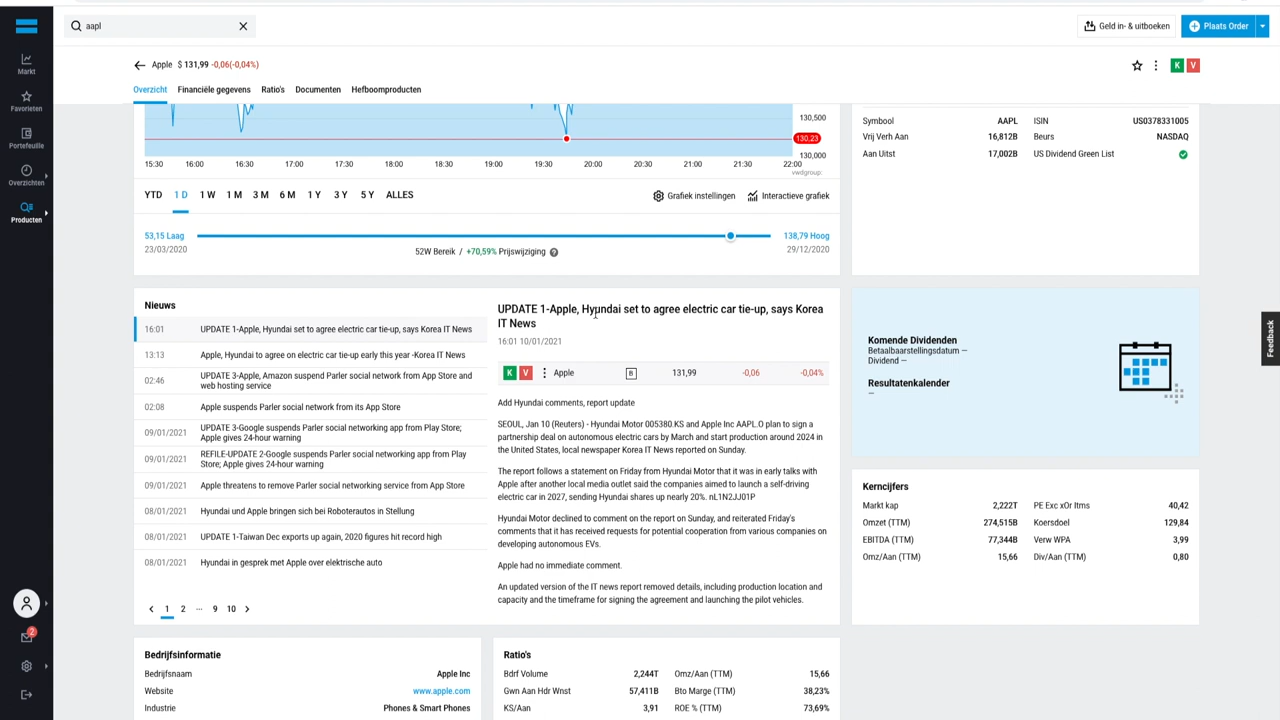 aapl
Geld in- & uitboeken
Plaats Order
Markt
Favorieten
Portefeuille
Overzichten
Producten
2
Apple $ 131,99 -0,06(-0,04%)
K V
Overzicht Financiële gegevens Ratio's Documenten Hefboomproducten
130,500
130,23
130,000
15:30 16:00 16:30 17:00 17:30 18:00 18:30 19:00 19:30 20:00 20:30 21:00 21:30 22:00
vwdgroup:
YTD 1 D 1 W 1 M 3 M 6 M 1 Y 3 Y 5 Y ALLES
Grafiek instellingen Interactieve grafiek
53,15 Laag 138,79 Hoog
23/03/2020 29/12/2020
52W Bereik / +70,59% Prijswijziging ?
Symbool AAPL ISIN US0378331005
Vrij Verh Aan 16,812B Beurs NASDAQ
Aan Uitst 17,002B US Dividend Green List
Nieuws
16:01 UPDATE 1-Apple, Hyundai set to agree electric car tie-up, says Korea IT News
13:13 Apple, Hyundai to agree on electric car tie-up early this year -Korea IT News
02:46 UPDATE 3-Apple, Amazon suspend Parler social network from App Store and
web hosting service
02:08 Apple suspends Parler social network from its App Store
09/01/2021 UPDATE 3-Google suspends Parler social networking app from Play Store;
Apple gives 24-hour warning
09/01/2021 REFILE-UPDATE 2-Google suspends Parler social networking app from Play
Store; Apple gives 24-hour warning
09/01/2021 Apple threatens to remove Parler social networking service from App Store
08/01/2021 Hyundai und Apple bringen sich bei Roboterautos in Stellung
08/01/2021 UPDATE 1-Taiwan Dec exports up again, 2020 figures hit record high
08/01/2021 Hyundai in gesprek met Apple over elektrische auto
1 2 ... 9 10
UPDATE 1-Apple, Hyundai set to agree electric car tie-up, says Korea
IT News
16:01 10/01/2021
K V Apple B 131,99 -0,06 -0,04%
Add Hyundai comments, report update
SEOUL, Jan 10 (Reuters) - Hyundai Motor 005380.KS and Apple Inc AAPL.O plan to sign a
partnership deal on autonomous electric cars by March and start production around 2024 in
the United States, local newspaper Korea IT News reported on Sunday.
The report follows a statement on Friday from Hyundai Motor that it was in early talks with
Apple after another local media outlet said the companies aimed to launch a self-driving
electric car in 2027, sending Hyundai shares up nearly 20%. nL1N2JJ01P
Hyundai Motor declined to comment on the report on Sunday, and reiterated Friday's
comments that it has received requests for potential cooperation from various companies on
developing autonomous EVs.
Apple had no immediate comment.
An updated version of the IT news report removed details, including production location and
capacity and the timeframe for signing the agreement and launching the pilot vehicles.
Komende Dividenden
Betaalbaarstellingsdatum —
Dividend —
Resultatenkalender
—
Feedback
Kerncijfers
Markt kap 2,222T PE Exc xOr Itms 40,42
Omzet (TTM) 274,515B Koersdoel 129,84
EBITDA (TTM) 77,344B Verw WPA 3,99
Omz/Aan (TTM) 15,66 Div/Aan (TTM) 0,80
Bedrijfsinformatie
Bedrijfsnaam Apple Inc
Website www.apple.com
Industrie Phones & Smart Phones
Ratio's
Bdrf Volume 2,244T Omz/Aan (TTM) 15,66
Gwn Aan Hdr Wnst 57,411B Bto Marge (TTM) 38,23%
KS/Aan 3,91 ROE % (TTM) 73,69%